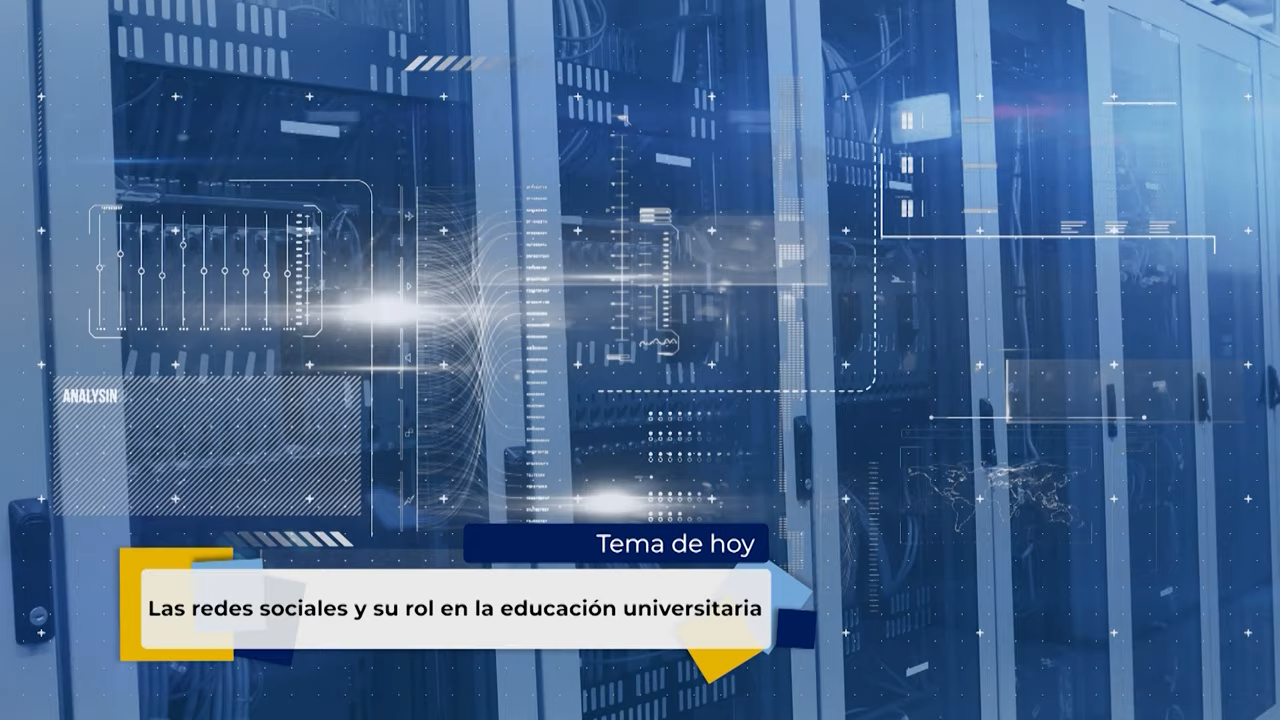 ANALYSIN
Tema de hoy
Las redes sociales y su rol en la educación universitaria